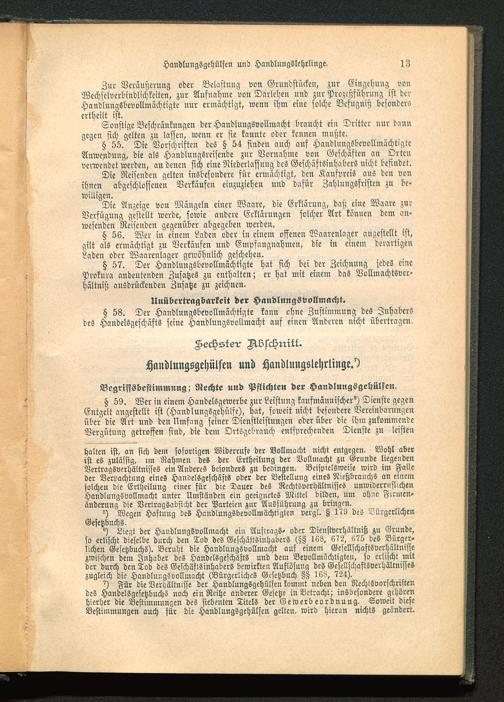 Handlungsgehülfen und Handlungslehrlinge. 13
Zur Veräußerung oder Belastung von Grundstücken, zur Eingehung von
Wechselverbindlichkeiten, zur Aufnahme von Darlehen und zur Prozeßführung ist der
Handlungsbevollmächtigte nur ermächtigt, wenn ihm eine solche Befugniß besonders
ertheilt ist.
Sonstige Beschränkungen der Handlungsvollmacht braucht ein Dritter nur dann
gegen sich gelten zu lassen, wenn er sie kannte oder kennen mußte.
§ 55. Die Vorschriften des § 54 finden auch auf Handlungsbevollmächtigte
Anwendung, die als Handlungsreisende zur Vornahme von Geschäften an Orten
verwendet werden, an denen sich eine Niederlassung des Geschäftsinhabers nicht befindet.
Die Reisenden gelten insbesondere für ermächtigt, den Kaufpreis aus den von
ihnen abgeschlossenen Verkäufen einzuziehen und dafür Zahlungsfristen zu be-
willigen.
Die Anzeige von Mängeln einer Waare, die Erklärung, daß eine Waare zur
Verfügung gestellt werde, sowie andere Erklärungen solcher Art können dem an-
wesenden Reisenden gegenüber abgegeben werden.
§ 56. Wer in einem Laden oder in einem offenen Waarenlager angestellt ist,
gilt als ermächtigt zu Verkäufen und Empfangnahmen, die in einem derartigen
Laden oder Waarenlager gewöhnlich geschehen.
§ 57. Der Handlungsbevollmächtigte hat sich bei der Zeichnung jedes eine
Prokura andeutenden Zusatzes zu enthalten; er hat mit einem das Vollmachtsver-
hältniß ausdrückenden Zusatze zu zeichnen.
Unübertragbarkeit der Handlungsvollmacht.
§ 58. Der Handlungsbevollmächtigte kann ohne Zustimmung des Inhabers
des Handelsgeschäfts seine Handlungsvollmacht auf einen Anderen nicht übertragen.
Sechster Abschnitt.
Handlungsgehülfen und Handlungslehrlinge.⁷)
Begriffsbestimmung; Rechte und Pflichten der Handlungsgehülfen.
§ 59. Wer in einem Handelsgewerbe zur Leistung kaufmännischer⁸) Dienste gegen
Entgelt angestellt ist (Handlungsgehülfe), hat, soweit nicht besondere Vereinbarungen
über die Art und den Umfang seiner Dienstleistungen oder über die ihm zukommende
Vergütung getroffen sind, die dem Ortsgebrauch entsprechenden Dienste zu leisten
halten ist, an sich dem sofortigen Widerrufe der Vollmacht nicht entgegen. Wohl aber
ist es zulässig, im Rahmen des der Ertheilung der Vollmacht zu Grunde liegenden
Vertragsverhältnisses ein Anderes besonders zu bedingen. Beispielsweise wird im Falle
der Verpachtung eines Handelsgeschäfts oder der Bestellung eines Nießbrauchs an einem
solchen die Ertheilung einer für die Dauer des Rechtsverhältnisses unwiderruflichen
Handlungsvollmacht unter Umständen ein geeignetes Mittel bilden, um ohne Firmen-
änderung die Vertragsabsicht der Parteien zur Ausführung zu bringen.
⁵) Wegen Haftung des Handlungsbevollmächtigten vergl. § 179 des Bürgerlichen
Gesetzbuchs.
⁶) Liegt der Handlungsvollmacht ein Auftrags- oder Dienstverhältniß zu Grunde,
so erlischt dieselbe durch den Tod des Geschäftsinhabers (§§ 168, 672, 675 des Bürger-
lichen Gesetzbuchs). Beruht die Handlungsvollmacht auf einem Gesellschaftsverhältnisse
zwischen dem Inhaber des Handelsgeschäfts und dem Bevollmächtigten, so erlischt mit
der durch den Tod des Geschäftsinhabers bewirkten Auflösung des Gesellschaftsverhältnisses
zugleich die Handlungsvollmacht (Bürgerliches Gesetzbuch §§ 168, 724).
⁷) Für die Verhältnisse der Handlungsgehülfen kommt neben den Rechtsvorschriften
des Handelsgesetzbuchs noch ein Reihe anderer Gesetze in Betracht; insbesondere gehören
hierher die Bestimmungen des siebenten Titels der Gewerbeordnung. Soweit diese
Bestimmungen auch für die Handlungsgehülfen gelten, wird hieran nichts geändert.